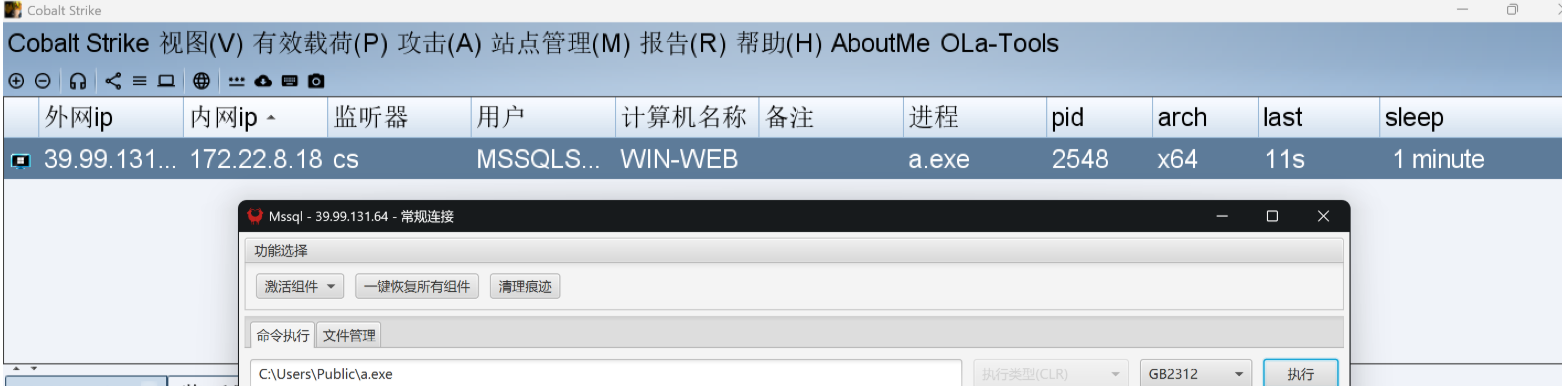 Cobalt Strike
Cobalt Strike 视图(V) 有效载荷(P) 攻击(A) 站点管理(M) 报告(R) 帮助(H) AboutMe OLa-Tools
外网ip 内网ip 监听器 用户 计算机名称 备注 进程 pid arch last sleep
39.99.131... 172.22.8.18 cs MSSQLS... WIN-WEB a.exe 2548 x64 11s 1 minute
Mssql - 39.99.131.64 - 常规连接
功能选择
激活组件 一键恢复所有组件 清理痕迹
命令执行 文件管理
C:\Users\Public\a.exe 执行类型(CLR) GB2312 执行